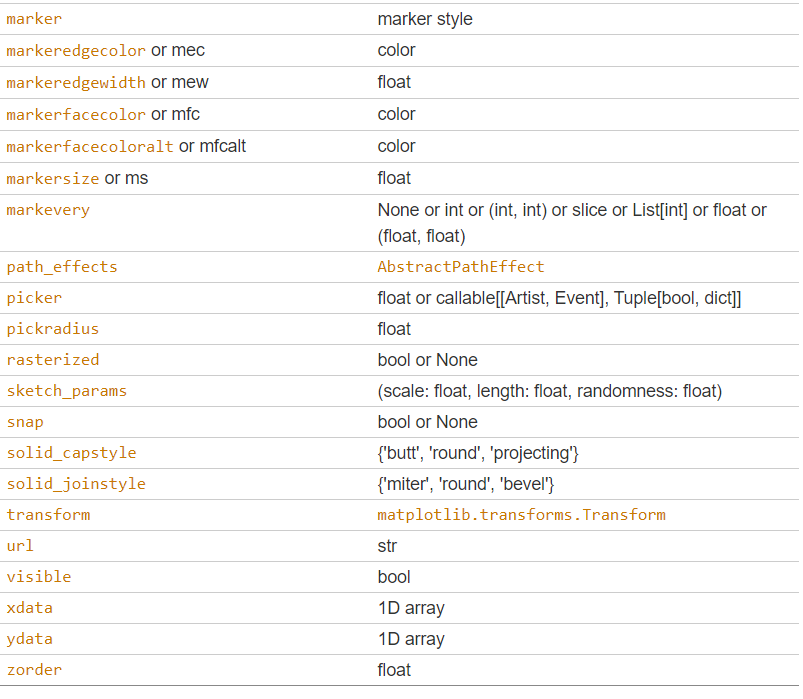 marker marker style
markeredgecolor or mec color
markeredgewidth or mew float
markerfacecolor or mfc color
markerfacecoloralt or mfcalt color
markersize or ms float
markevery None or int or (int, int) or slice or List[int] or float or
(float, float)
path_effects AbstractPathEffect
picker float or callable[[Artist, Event], Tuple[bool, dict]]
pickradius float
rasterized bool or None
sketch_params (scale: float, length: float, randomness: float)
snap bool or None
solid_capstyle {'butt', 'round', 'projecting'}
solid_joinstyle {'miter', 'round', 'bevel'}
transform matplotlib.transforms.Transform
url str
visible bool
xdata 1D array
ydata 1D array
zorder float